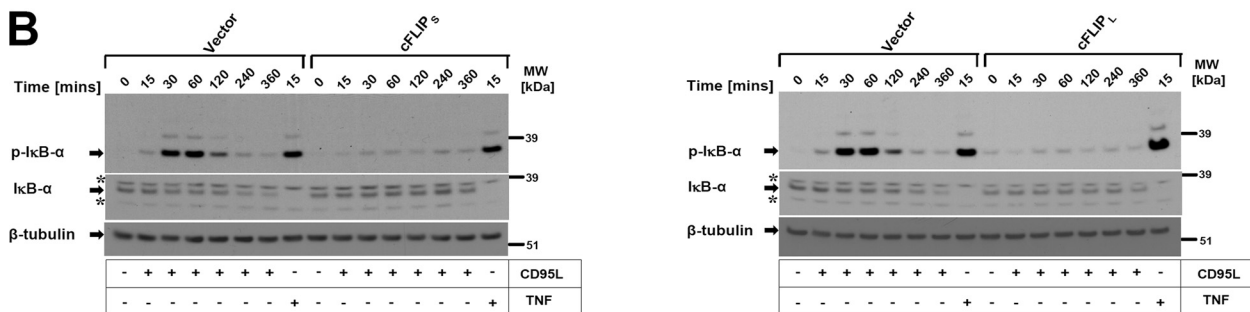 B
Vector cFLIP S
Time [mins] 0 15 30 60 120 240 360 15 0 15 30 60 120 240 360 15 MW [kDa]
p-IκB-α 39
* IκB-α * 39
β-tubulin 51
- + + + + + + - - + + + + + + - CD95L
- - - - - - - + - - - - - - - + TNF
Vector cFLIP L
Time [mins] 0 15 30 60 120 240 360 15 0 15 30 60 120 240 360 15 MW [kDa]
p-IκB-α 39
* IκB-α * 39
β-tubulin 51
- + + + + + + - - + + + + + + - CD95L
- - - - - - - + - - - - - - - + TNF